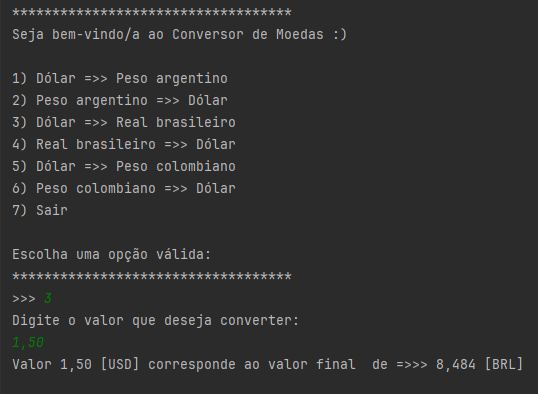 ***********************************
Seja bem-vindo/a ao Conversor de Moedas :)
1) Dólar =>> Peso argentino
2) Peso argentino =>> Dólar
3) Dólar =>> Real brasileiro
4) Real brasileiro =>> Dólar
5) Dólar =>> Peso colombiano
6) Peso colombiano =>> Dólar
7) Sair
Escolha uma opção válida:
***********************************
>>> 3
Digite o valor que deseja converter:
1,50
Valor 1,50 [USD] corresponde ao valor final  de =>>> 8,484 [BRL]